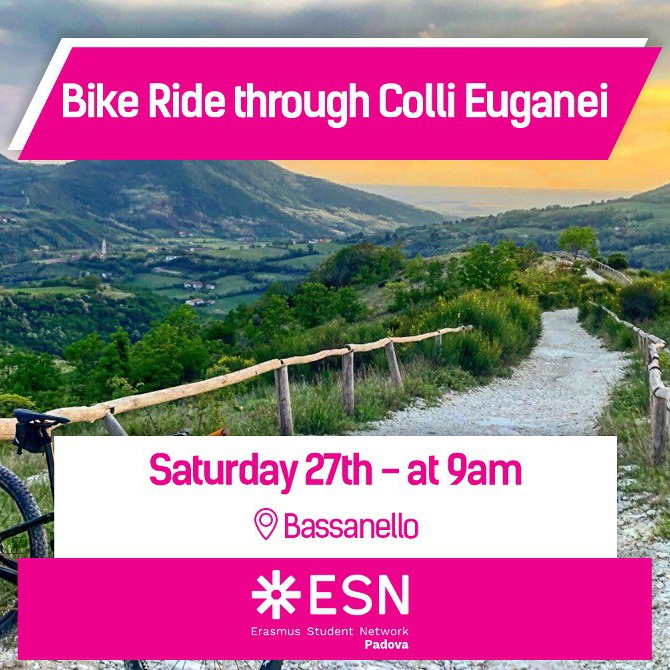 Bike Ride through Colli Euganei
Saturday 27th – at 9am
Bassanello
ESN
Erasmus Student Network
Padova